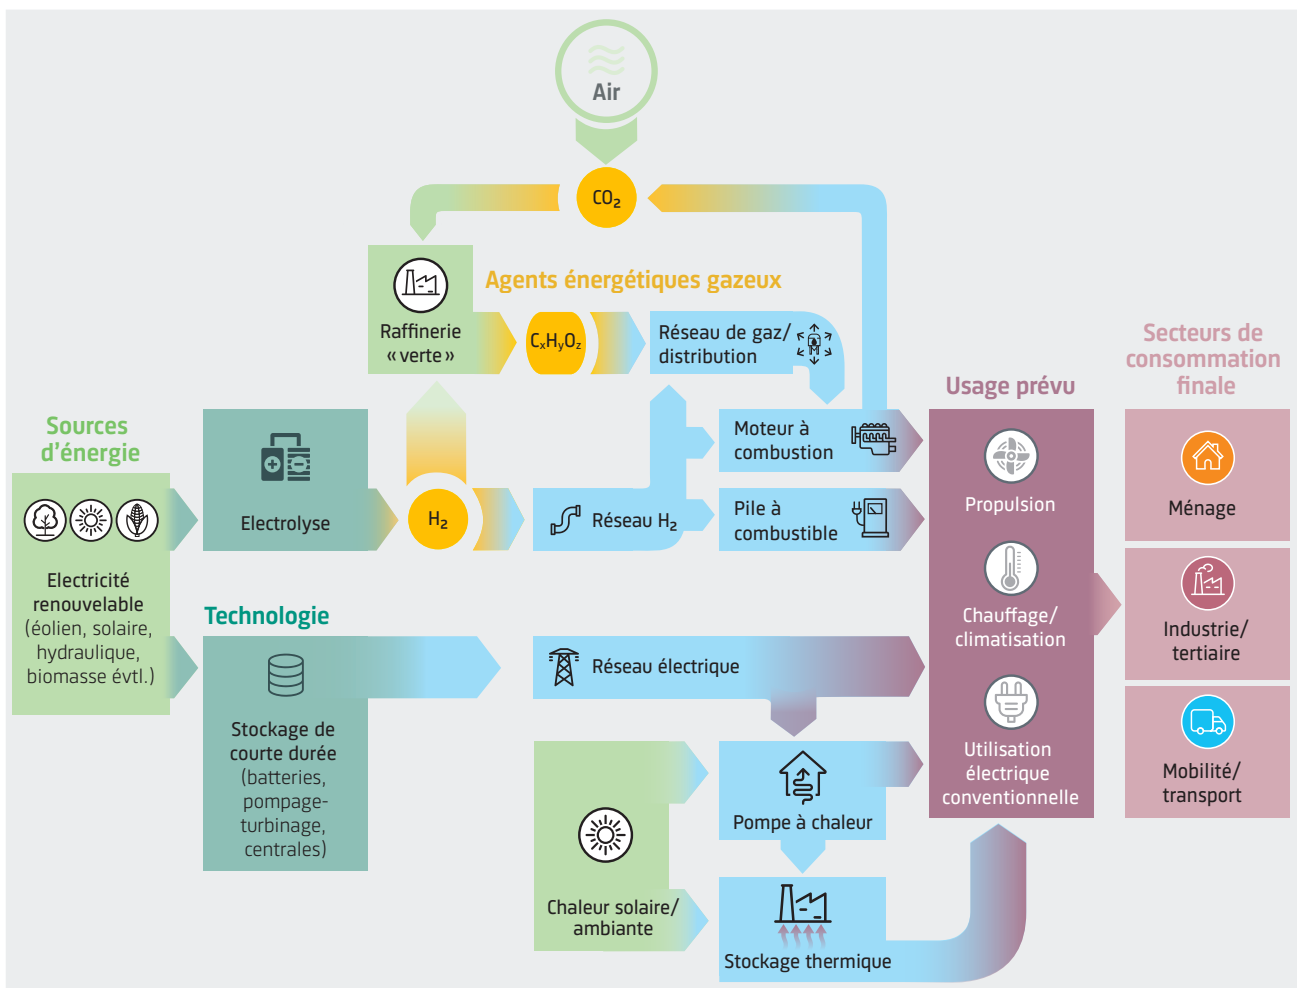 Air
CO₂
Raffinerie
« verte »
Agents énergétiques gazeux
CₓHᵧO₂
Réseau de gaz/
distribution
Sources
d'énergie
Electricité
renouvelable
(éolien, solaire,
hydraulique,
biomasse évtl.)
Electrolyse
H₂
Réseau H₂
Moteur à
combustion
Pile à
combustible
Technologie
Stockage de
courte durée
(batteries,
pompage-
turbinage,
centrales)
Réseau électrique
Chaleur solaire/
ambiante
Pompe à chaleur
Stockage thermique
Usage prévu
Propulsion
Chauffage/
climatisation
Utilisation
électrique
conventionnelle
Secteurs de
consommation
finale
Ménage
Industrie/
tertiaire
Mobilité/
transport